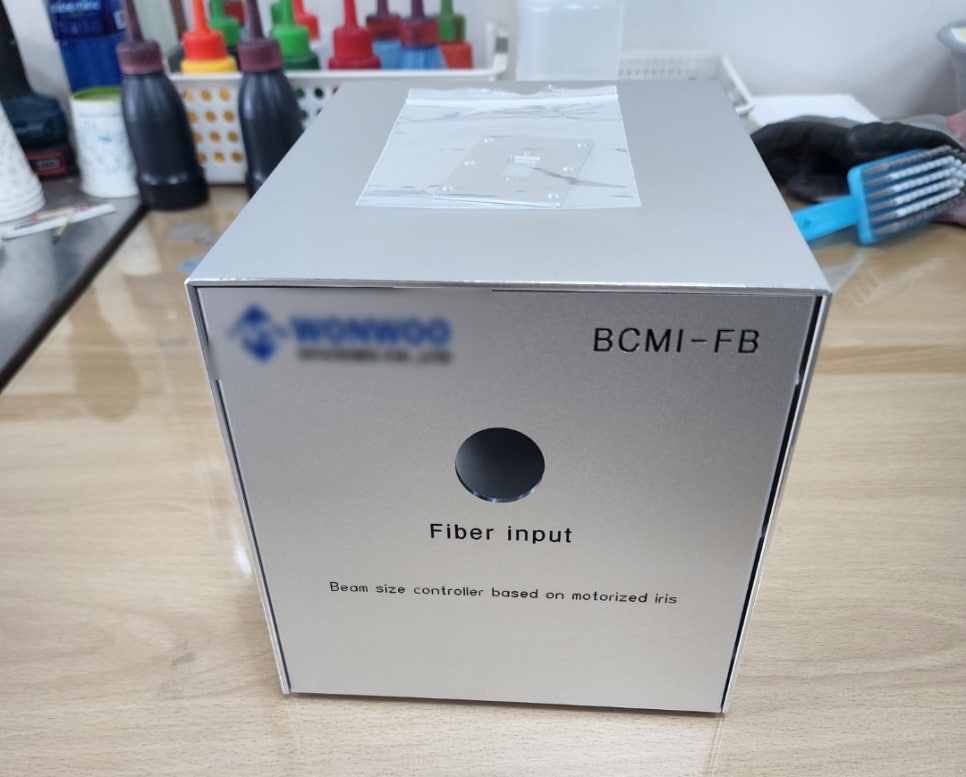 WONWOO
BCMI-FB
Fiber input
Beam size controller based on motorized iris